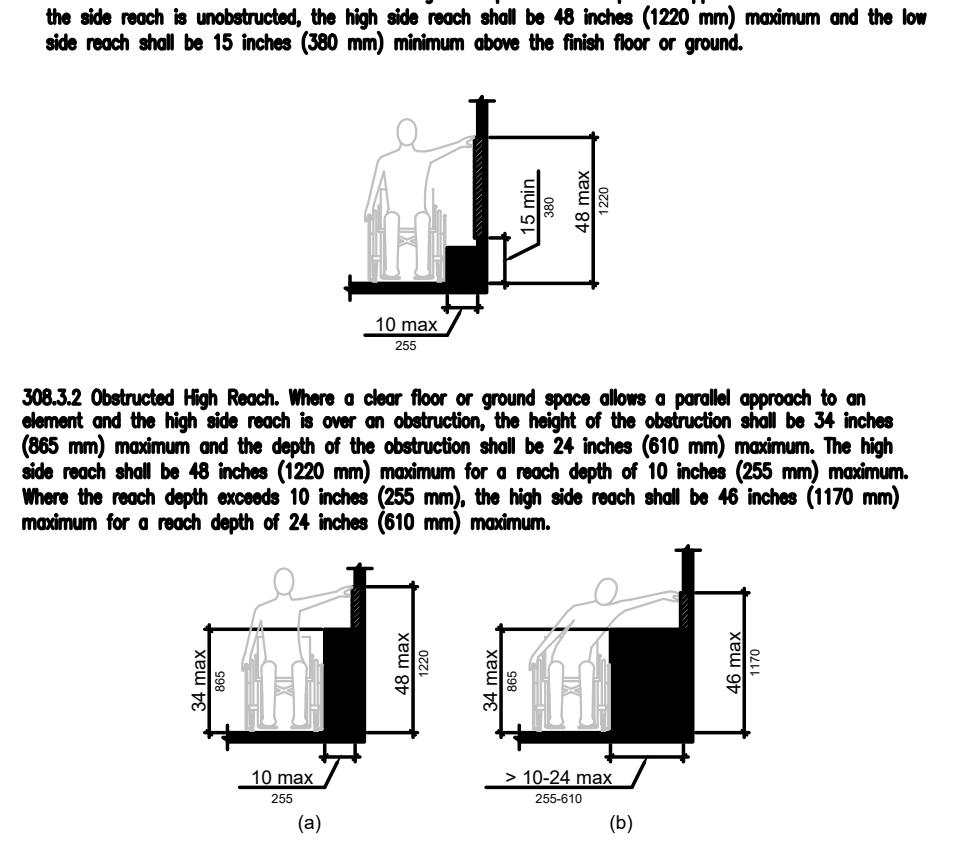 the side reach is unobstructed, the high side reach shall be 48 inches (1220 mm) maximum and the low
side reach shall be 15 inches (380 mm) minimum above the finish floor or ground.
15 min
380
48 max
1220
10 max
255
308.3.2 Obstructed High Reach. Where a clear floor or ground space allows a parallel approach to an
element and the high side reach is over an obstruction, the height of the obstruction shall be 34 inches
(865 mm) maximum and the depth of the obstruction shall be 24 inches (610 mm) maximum. The high
side reach shall be 48 inches (1220 mm) maximum for a reach depth of 10 inches (255 mm) maximum.
Where the reach depth exceeds 10 inches (255 mm), the high side reach shall be 46 inches (1170 mm)
maximum for a reach depth of 24 inches (610 mm) maximum.
34 max
865
48 max
1220
10 max
255
(a)
34 max
865
46 max
1170
> 10-24 max
255-610
(b)